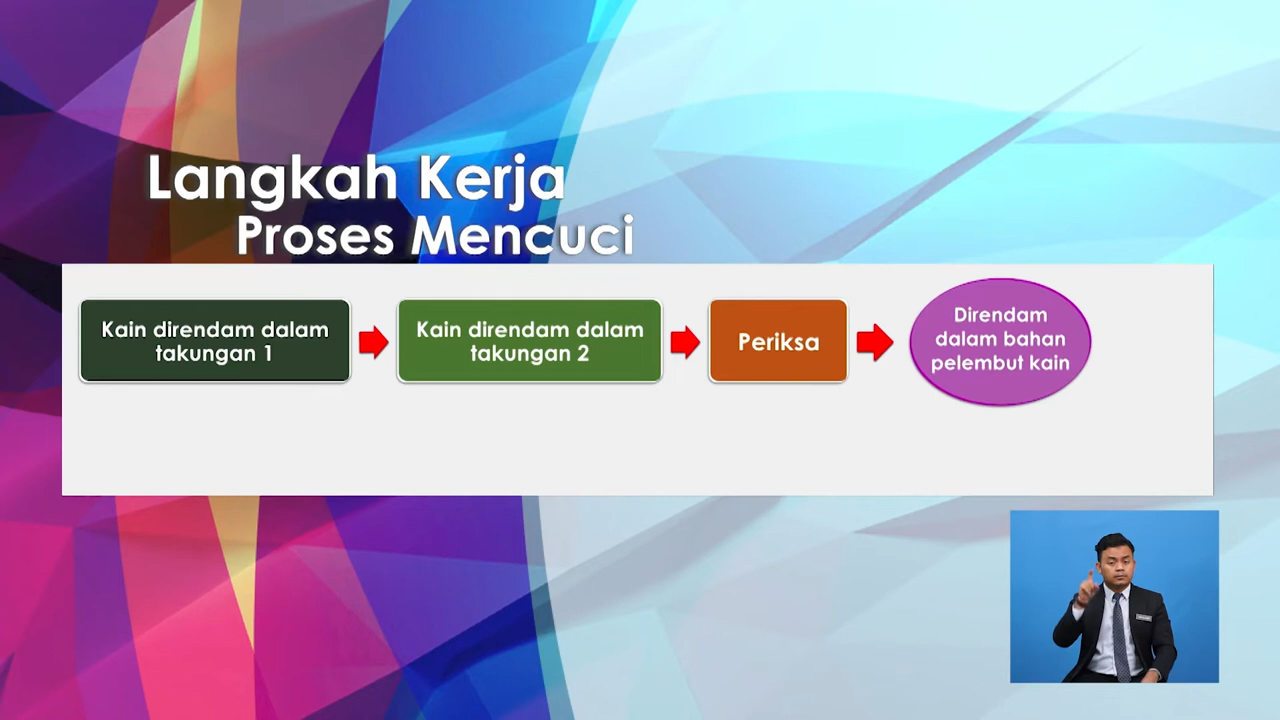 Langkah Kerja
Proses Mencuci
Kain direndam dalam
takungan 1
Kain direndam dalam
takungan 2
Periksa
Direndam
dalam bahan
pelembut kain